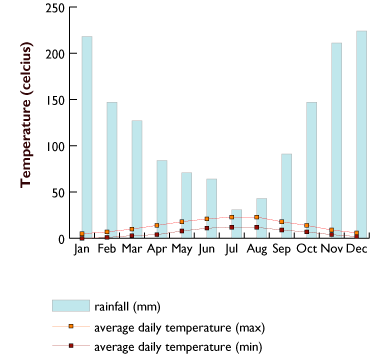 Temperature (celcius)
250
200
150
100
50
0
Jan Feb Mar Apr May Jun Jul Aug Sep Oct Nov Dec
rainfall (mm)
average daily temperature (max)
average daily temperature (min)